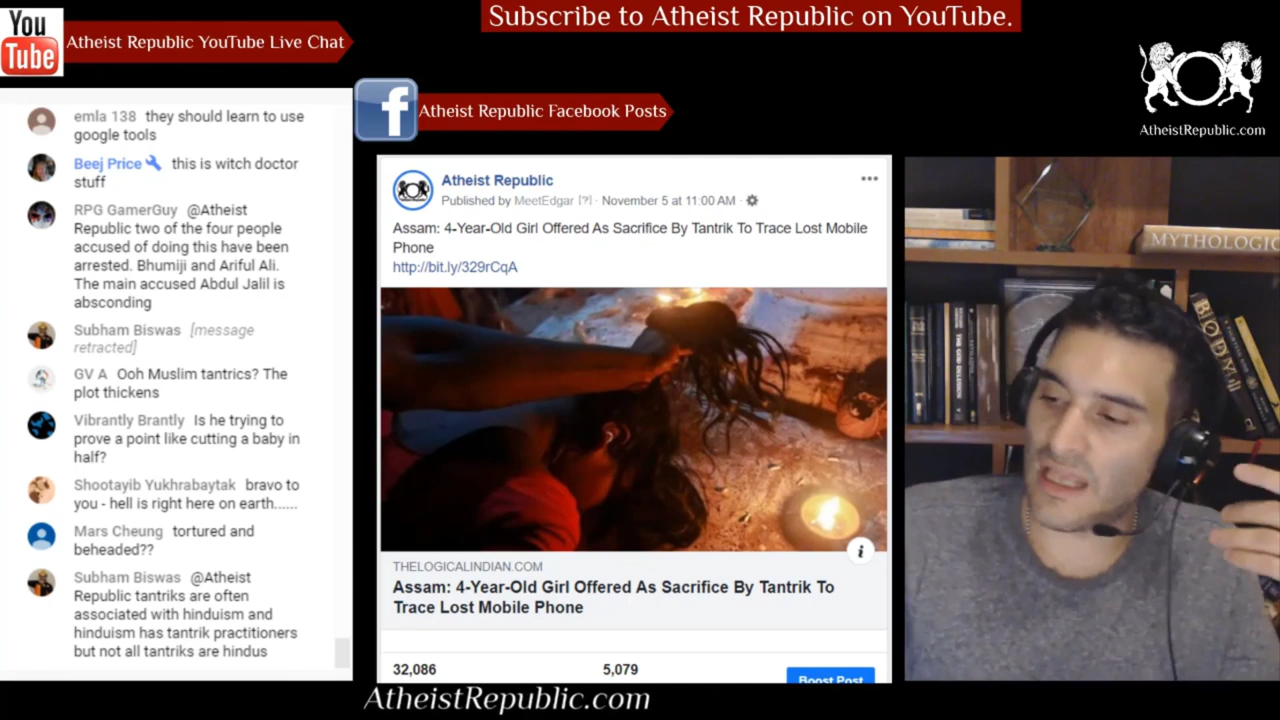 Subscribe to Atheist Republic on YouTube.
You
Tube
Atheist Republic YouTube Live Chat
AtheistRepublic.com
f
Atheist Republic Facebook Posts
emla 138 they should learn to use
google tools
Beej Price this is witch doctor
stuff
RPG GamerGuy @Atheist
Republic two of the four people
accused of doing this have been
arrested. Bhumiji and Ariful Ali.
The main accused Abdul Jalil is
absconding
Subham Biswas [message
retracted]
GV A Ooh Muslim tantrics? The
plot thickens
Vibrantly Brantly Is he trying to
prove a point like cutting a baby in
half?
Shootayib Yukhrabaytak bravo to
you - hell is right here on earth......
Mars Cheung tortured and
beheaded??
Subham Biswas @Atheist
Republic tantriks are often
associated with hinduism and
hinduism has tantrik practitioners
but not all tantriks are hindus
Atheist Republic
Published by MeetEdgar [?] · November 5 at 11:00 AM ·
Assam: 4-Year-Old Girl Offered As Sacrifice By Tantrik To Trace Lost Mobile
Phone
http://bit.ly/329rCqA
i
THELOGICALINDIAN.COM
Assam: 4-Year-Old Girl Offered As Sacrifice By Tantrik To
Trace Lost Mobile Phone
32,086
5,079
Boost Post
MYTHOLOGIC
THE GOD DELUSION
AtheistRepublic.com